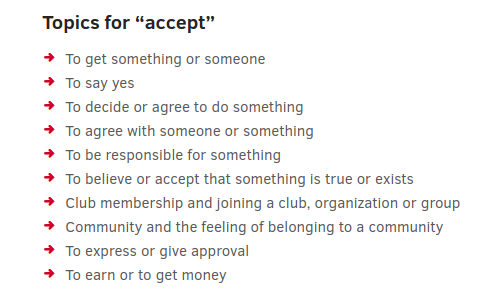 Topics for “accept”
To get something or someone
To say yes
To decide or agree to do something
To agree with someone or something
To be responsible for something
To believe or accept that something is true or exists
Club membership and joining a club, organization or group
Community and the feeling of belonging to a community
To express or give approval
To earn or to get money